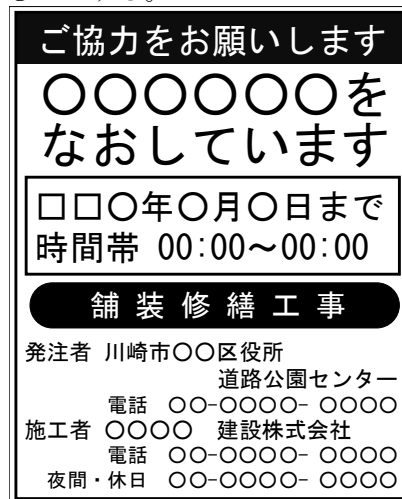 ご協力をお願いします
〇〇〇〇〇〇を
なおしています
□□〇年〇月〇日まで
時間帯 00:00～00:00
舗装修繕工事
発注者 川崎市〇〇区役所
道路公園センター
電話 〇〇-〇〇〇〇-〇〇〇〇
施工者 〇〇〇〇 建設株式会社
電話 〇〇-〇〇〇〇-〇〇〇〇
夜間・休日 〇〇-〇〇〇〇-〇〇〇〇